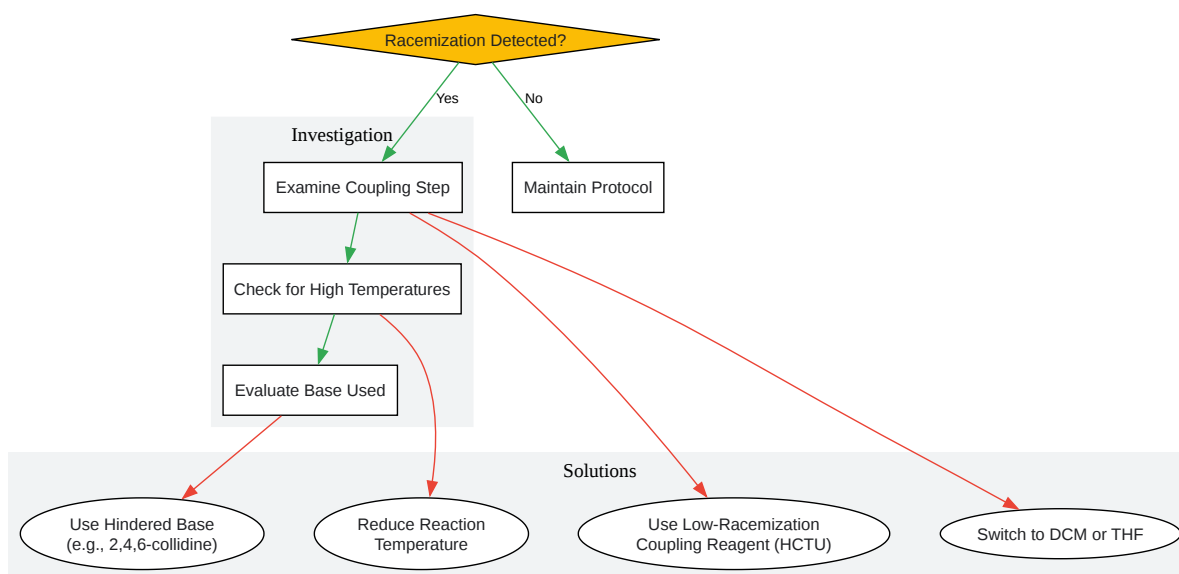 Racemization Detected?
Yes
No
Investigation
Examine Coupling Step
Maintain Protocol
Check for High Temperatures
Evaluate Base Used
Solutions
Use Hindered Base
(e.g., 2,4,6-collidine)
Reduce Reaction
Temperature
Use Low-Racemization
Coupling Reagent (HCTU)
Switch to DCM or THF